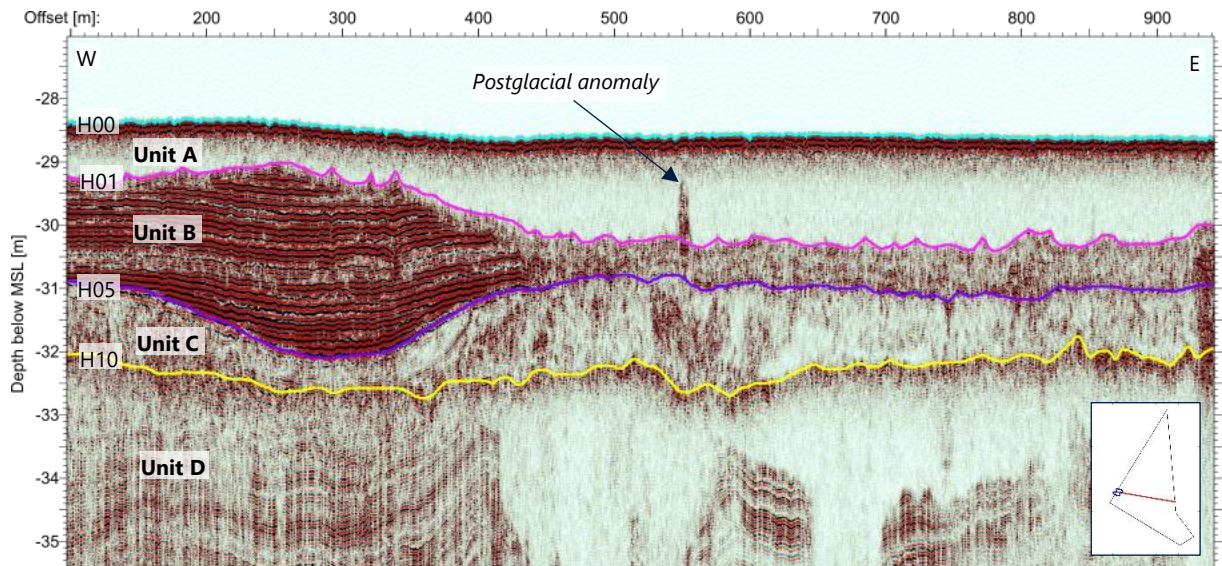 Offset [m]: 200 300 400 500 600 700 800 900
W
E
Postglacial anomaly
-28
H00
-29
Unit A
H01
-30
Unit B
-31
H05
-32
Unit C
H10
-33
Unit D
-34
-35
Depth below MSL [m]